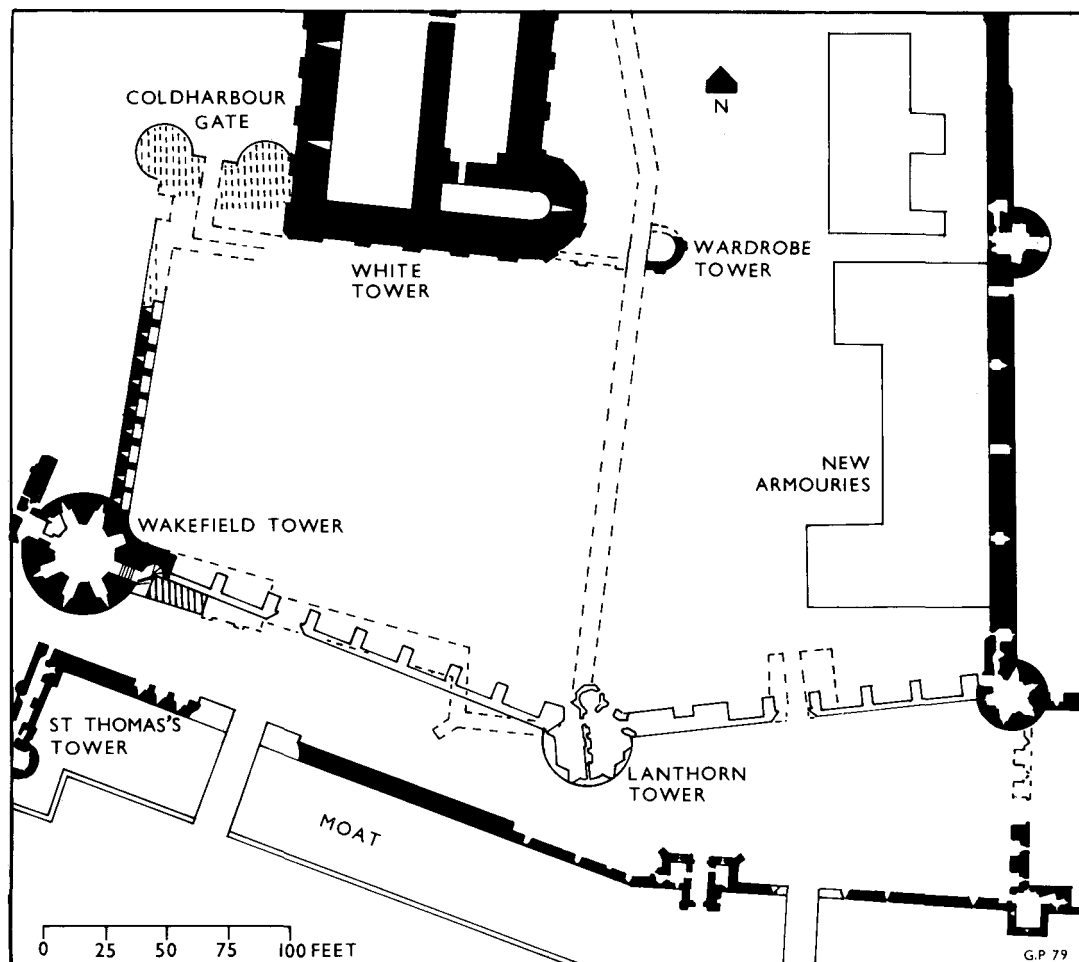 COLDHARBOUR
GATE
N
WHITE
TOWER
WARDROBE
TOWER
NEW
ARMOURIES
WAKEFIELD TOWER
ST THOMAS'S
TOWER
LANTHORN
TOWER
MOAT
0 25 50 75 100 FEET
G.P 79